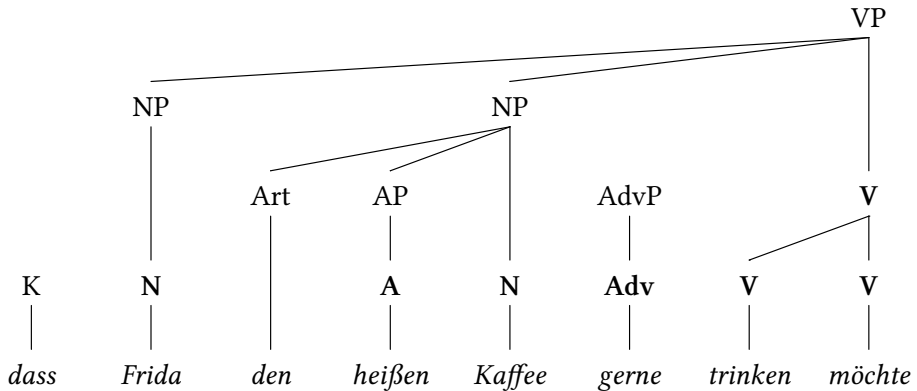 VP
NP NP
Art AP AdvP V
K N A N Adv V V
dass Frida den heißen Kaffee gerne trinken möchte